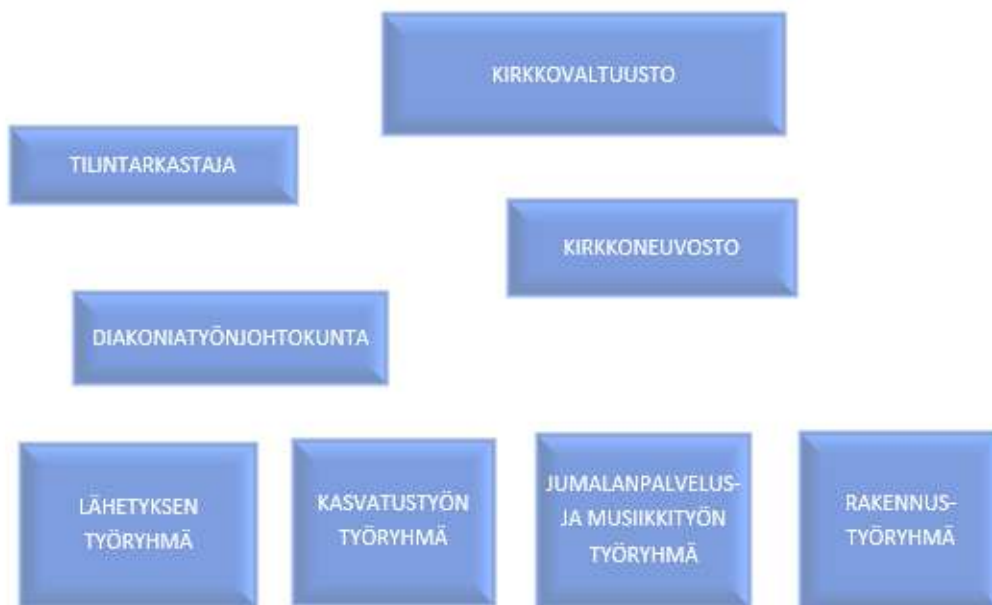 KIRKKOVALTUUSTO
TILINTARKASTAJA
KIRKKONEUVOSTO
DIAKONIATYÖNJOHTOKUNTA
LÄHETYKSEN
TYÖRYHMÄ
KASVATUSTYÖN
TYÖRYHMÄ
JUMALANPALVELUS-
JA MUSIIKKITYÖN
TYÖRYHMÄ
RAKENNUS-
TYÖRYHMÄ